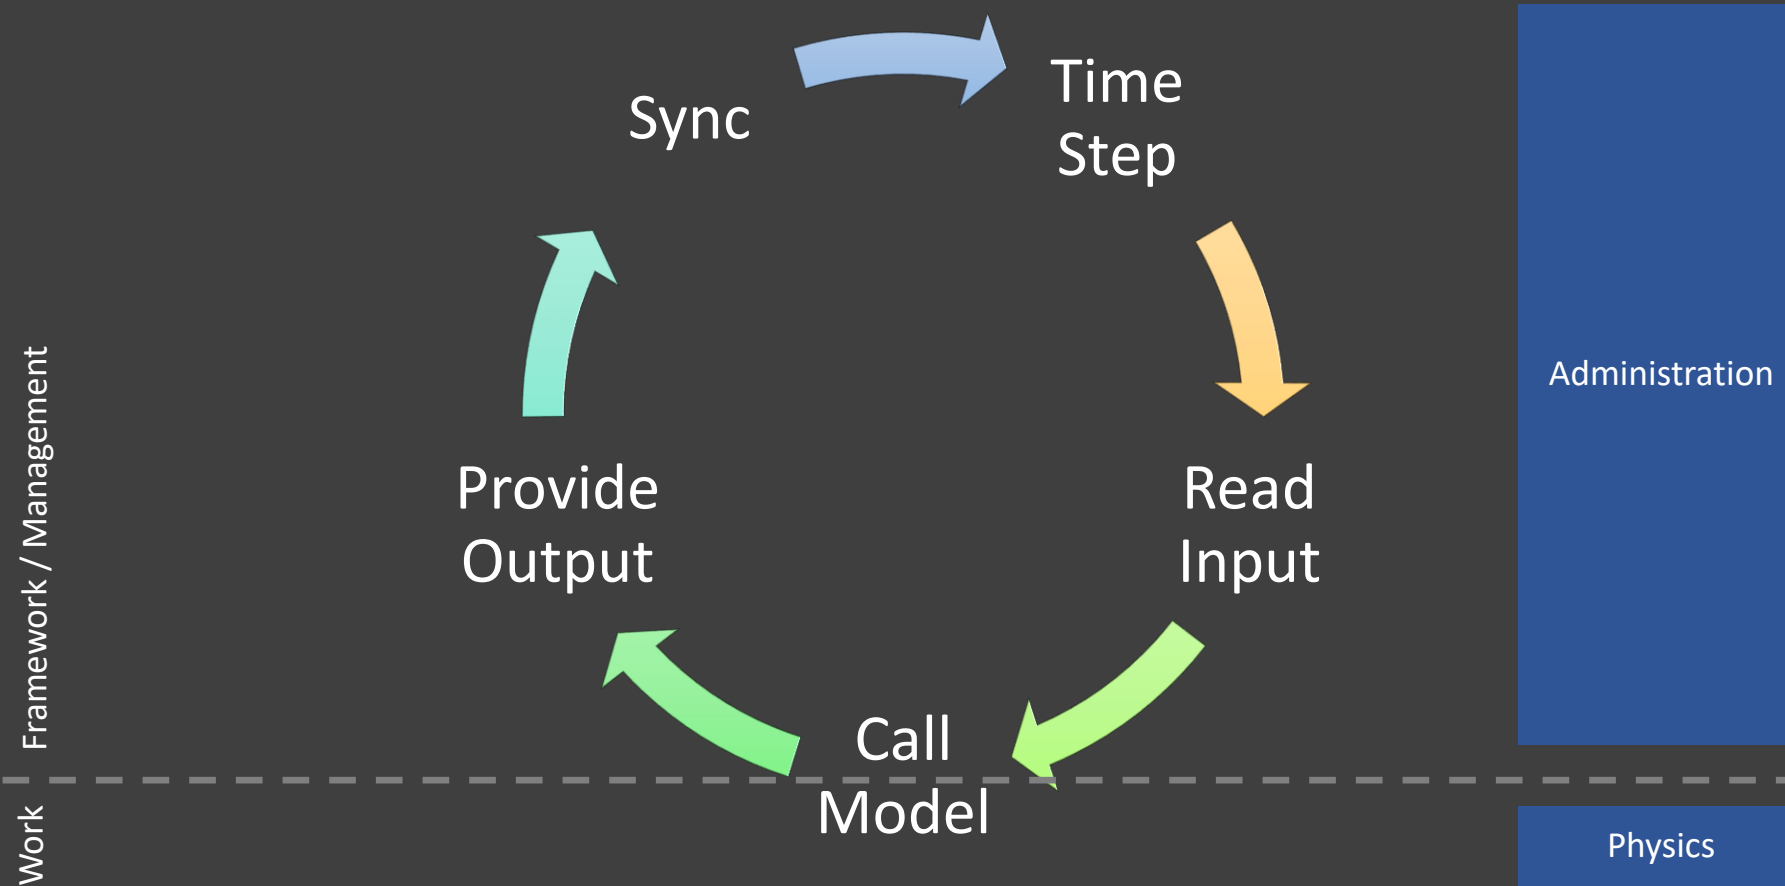 Sync
Time
Step
Read
Input
Call
Model
Provide
Output
Framework / Management
Work
Administration
Physics